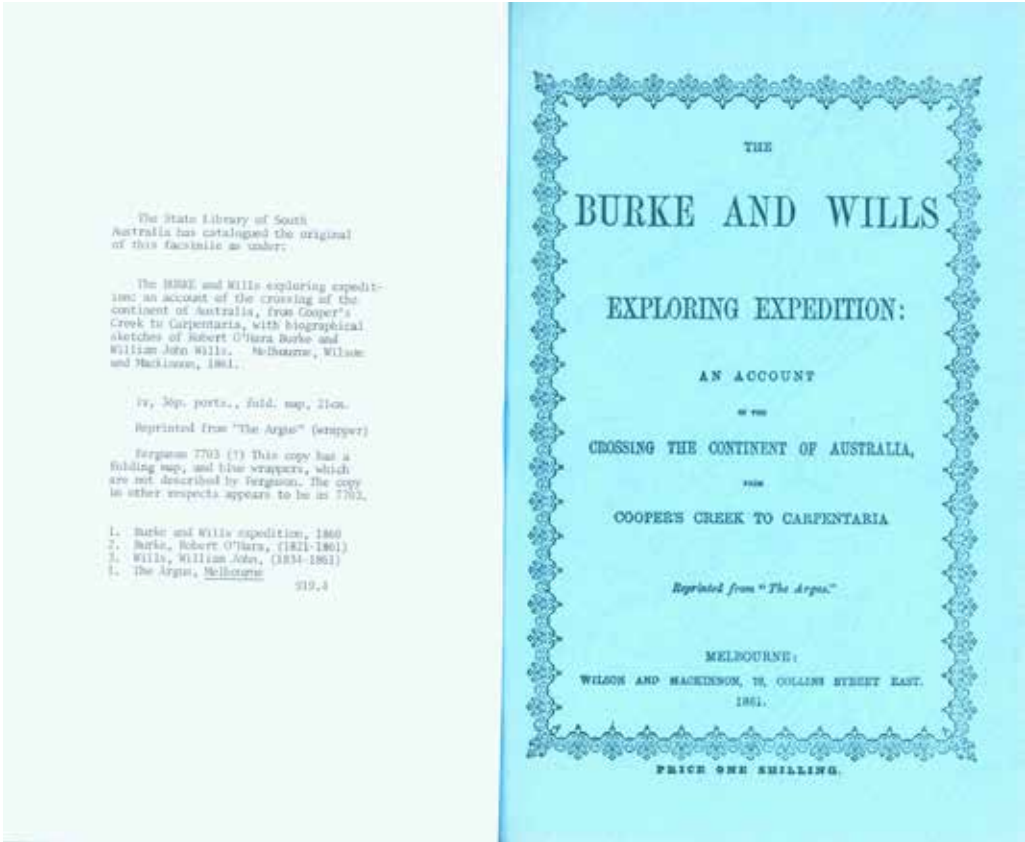 The State Library of South
Australia has catalogued the original
of this facsimile as under:
The BURKE and Wills exploring expedit-
ion: an account of the crossing of the
continent of Australia, from Cooper's
Creek to Carpentaria, with biographical
sketches of Robert O'Hara Burke and
William John Wills. Melbourne, Wilson
and Mackinnon, 1861.
iv, 36p. ports., fold. map, 21cm.
Reprinted from "The Argus" (wrapper)
Ferguson 7703 (?) This copy has a
folding map, and blue wrappers, which
are not described by Ferguson. The copy
in other respects appears to be as 7703.
1. Burke and Wills expedition, 1860
2. Burke, Robert O'Hara, (1821-1861)
3. Wills, William John, (1834-1861)
I. The Argus, Melbourne
919.4
THE
BURKE AND WILLS
EXPLORING EXPEDITION:
AN ACCOUNT
OF THE
CROSSING THE CONTINENT OF AUSTRALIA,
FROM
COOPER'S CREEK TO CARPENTARIA
Reprinted from "The Argus."
MELBOURNE:
WILSON AND MACKINNON, 78, COLLINS STREET EAST.
1861.
PRICE ONE SHILLING.